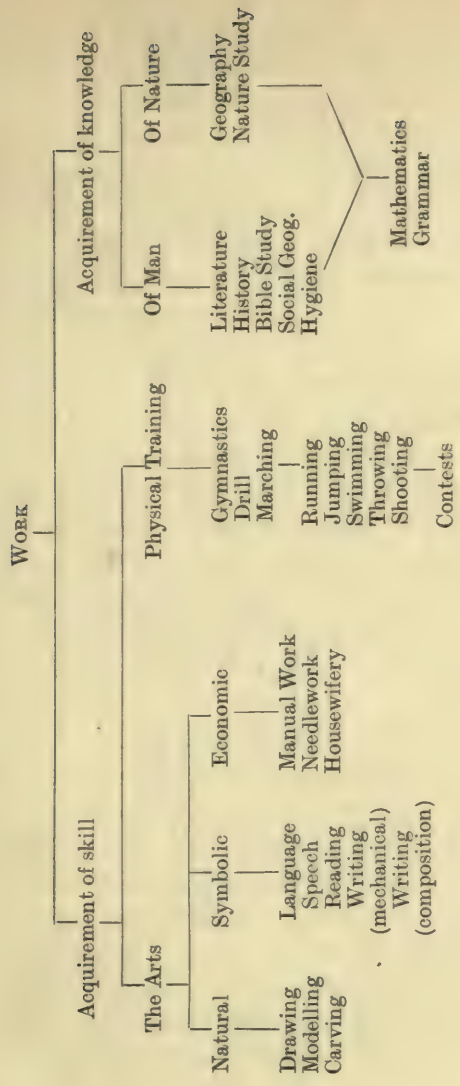 WORK
Acquirement of skill
Acquirement of knowledge
The Arts
Physical Training
Of Man
Of Nature
Natural
Symbolic
Economic
Drawing
Modelling
Carving
Language
Speech
Reading
Writing
(mechanical)
Writing
(composition)
Manual Work
Needlework
Housewifery
Gymnastics
Drill
Marching
Running
Jumping
Swimming
Throwing
Shooting
Contests
Literature
History
Bible Study
Social Geog.
Hygiene
Geography
Nature Study
Mathematics
Grammar